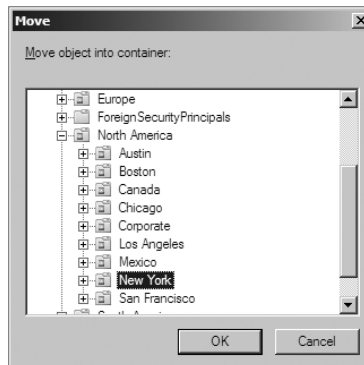 Move
Move object into container:
Europe
ForeignSecurityPrincipals
North America
Austin
Boston
Canada
Chicago
Corporate
Los Angeles
Mexico
New York
San Francisco
OK
Cancel